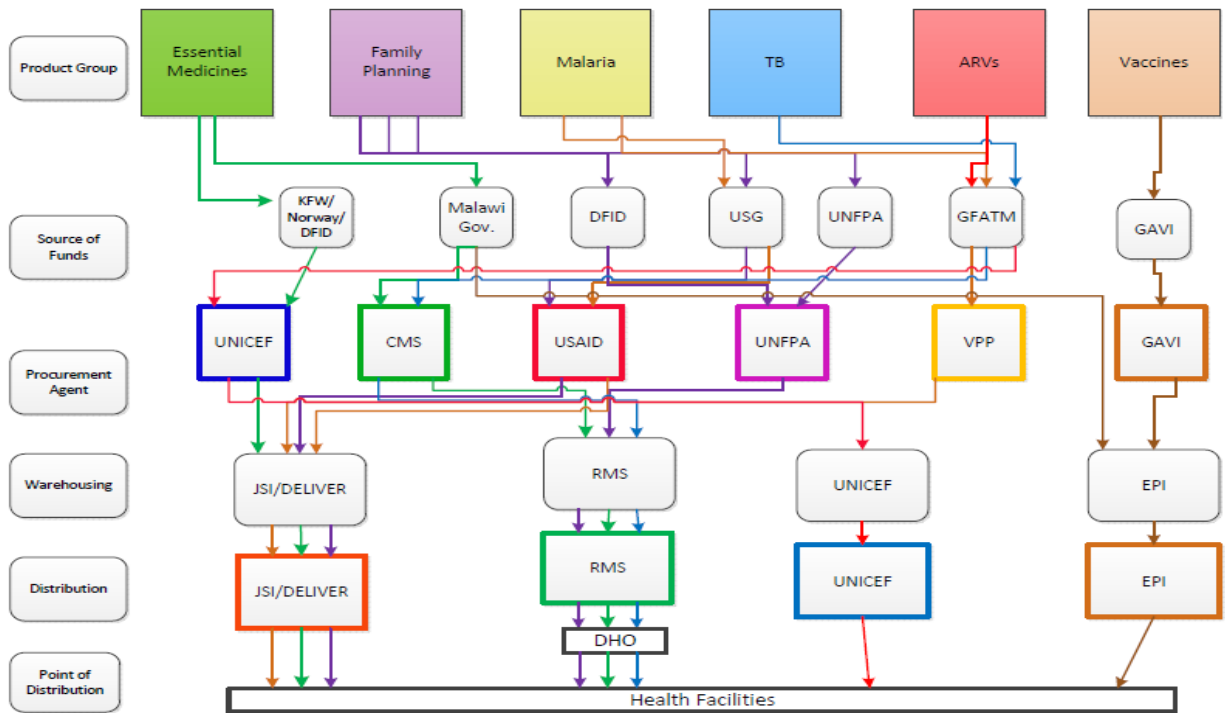 Product Group
Essential
Medicines
Family
Planning
Malaria
TB
ARVs
Vaccines
Source of
Funds
KFW/
Norway/
DFID
Malawi
Gov.
DFID
USG
UNFPA
GFATM
GAVI
Procurement
Agent
UNICEF
CMS
USAID
UNFPA
VPP
GAVI
Warehousing
JSI/DELIVER
RMS
UNICEF
EPI
Distribution
JSI/DELIVER
RMS
UNICEF
EPI
DHO
Point of
Distribution
Health Facilities